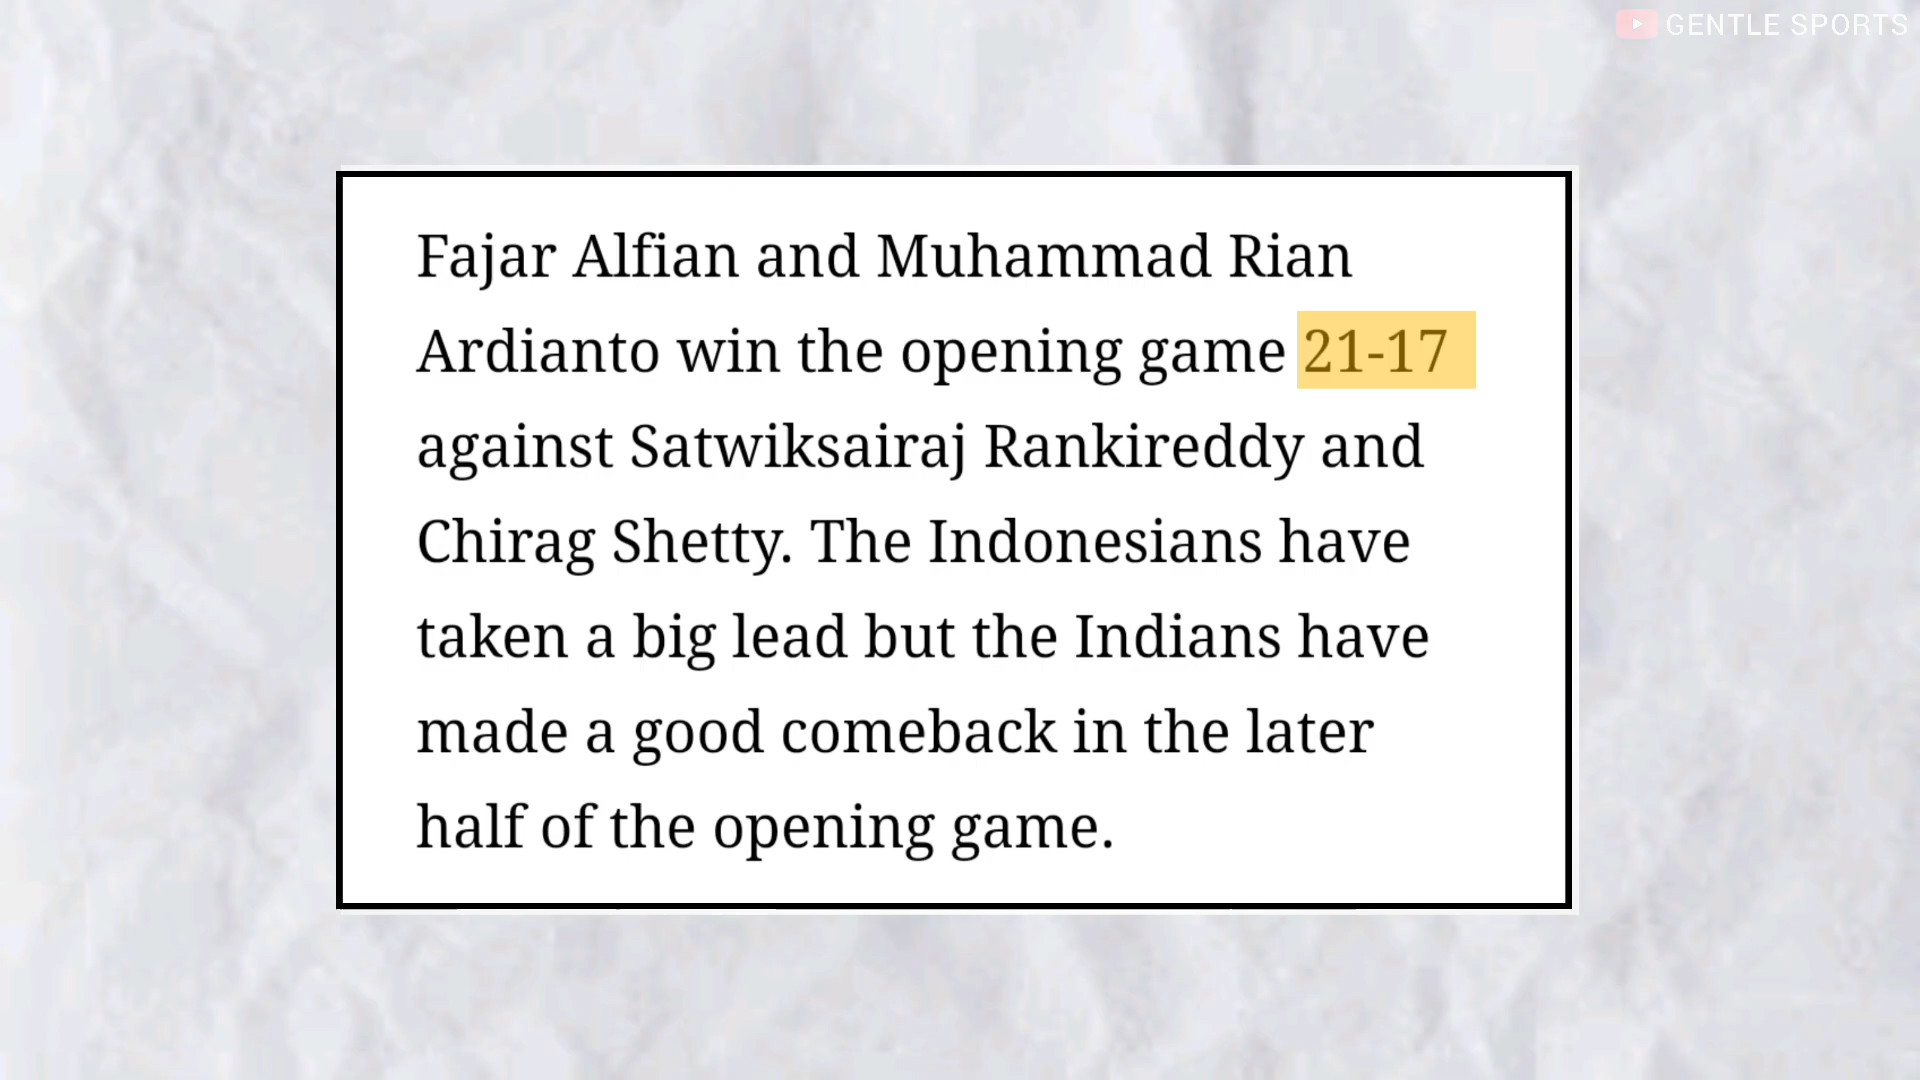 GENTLE SPORTS
Fajar Alfian and Muhammad Rian
Ardianto win the opening game 21-17
against Satwiksairaj Rankireddy and
Chirag Shetty. The Indonesians have
taken a big lead but the Indians have
made a good comeback in the later
half of the opening game.